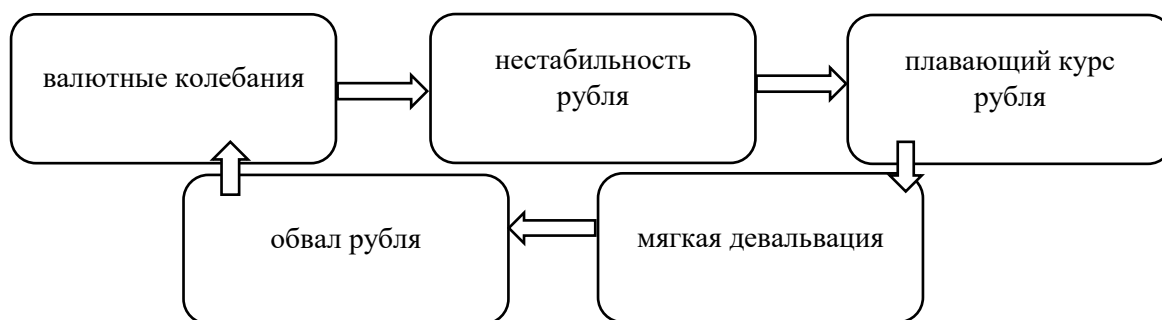 валютные колебания
нестабильность
рубля
плавающий курс
рубля
обвал рубля
мягкая девальвация